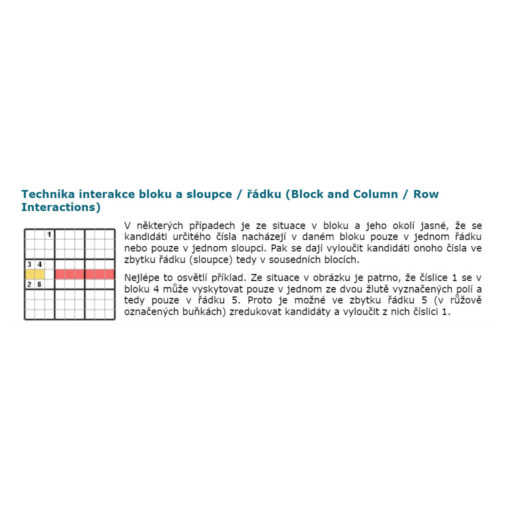 Technika interakce bloku a sloupce / řádku (Block and Column / Row
Interactions)
V některých případech je ze situace v bloku a jeho okolí jasné, že se
kandidáti určitého čísla nacházejí v daném bloku pouze v jednom řádku
nebo pouze v jednom sloupci. Pak se dají vyloučit kandidáti onoho čísla ve
zbytku řádku (sloupce) tedy v sousedních blocích.
Nejlépe to osvětlí příklad. Ze situace v obrázku je patrno, že číslice 1 se v
bloku 4 může vyskytovat pouze v jednom ze dvou žlutě vyznačených polí a
tedy pouze v řádku 5. Proto je možné ve zbytku řádku 5 (v růžově
označených buňkách) zredukovat kandidáty a vyloučit z nich číslici 1.
1
3 4
2 8